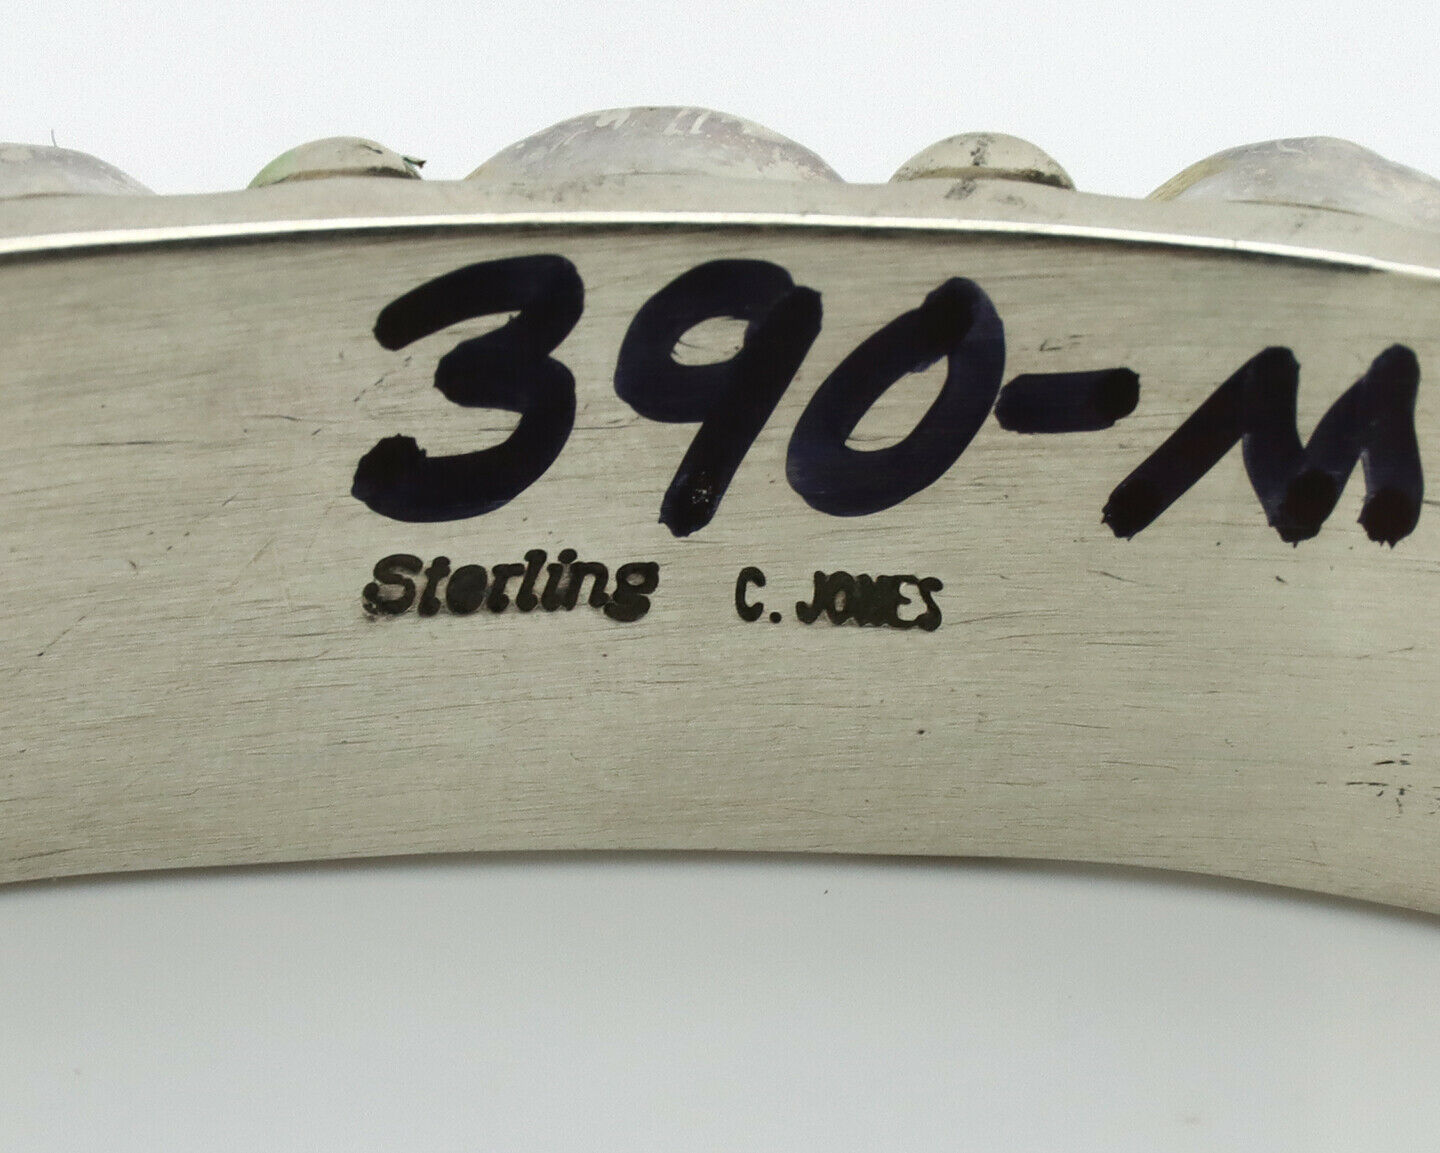 390-M
Sterling C. JONES